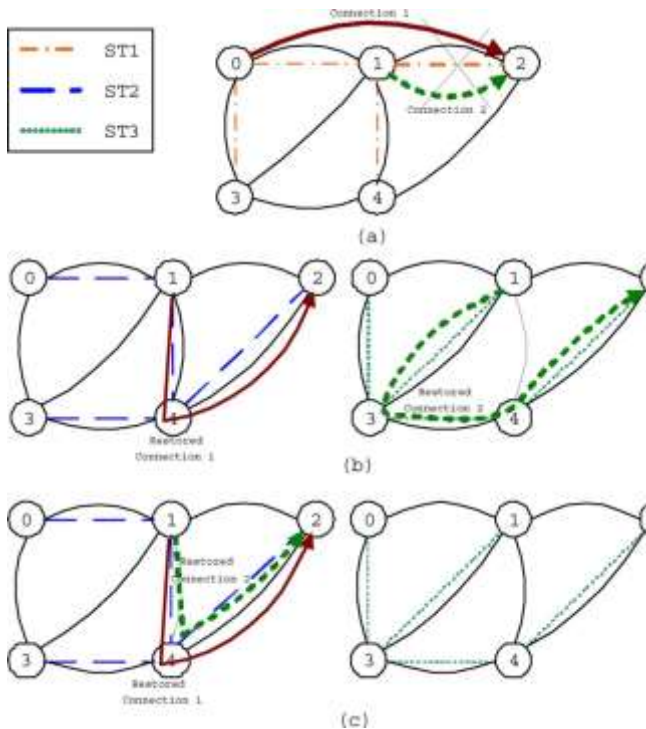 Connection 1
ST1
ST2
ST3
0
1
2
Connection 2
3
4
(a)
0
1
2
0
1
3
4
3
4
Restored
Connection 1
Restored
Connection 2
(b)
0
1
2
0
1
Restored
Connection 2
3
4
3
4
Restored
Connection 1
(c)